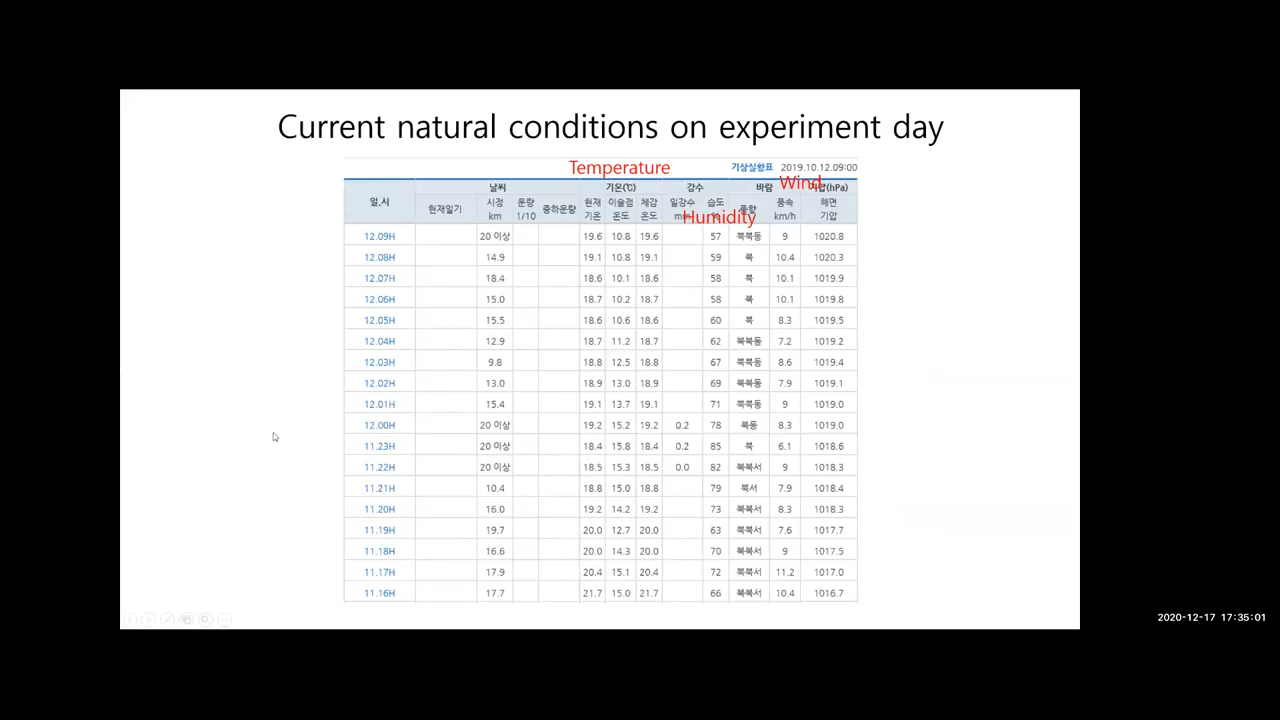 Current natural conditions on experiment day
Temperature
기상실황표 2019.10.12.09:00
Wind
일.시 날씨 기온(℃) 강수 바람 기압(hPa)
현재일기 시정 km 운량 1/10 중하운량 현재 기온 이슬점 온도 체감 온도 일강수 mm 습도 % 풍향 풍속 km/h 해면 기압
Humidity
12.09H 20 이상 19.6 10.8 19.6 57 북북동 9 1020.8
12.08H 14.9 19.1 10.8 19.1 59 북 10.4 1020.3
12.07H 18.4 18.6 10.1 18.6 58 북 10.1 1019.9
12.06H 15.0 18.7 10.2 18.7 58 북 10.1 1019.8
12.05H 15.5 18.6 10.6 18.6 60 북 8.3 1019.5
12.04H 12.9 18.7 11.2 18.7 62 북북동 7.2 1019.2
12.03H 9.8 18.8 12.5 18.8 67 북북동 8.6 1019.4
12.02H 13.0 18.9 13.0 18.9 69 북북동 7.9 1019.1
12.01H 15.4 19.1 13.7 19.1 71 북북동 9 1019.0
12.00H 20 이상 19.2 15.2 19.2 0.2 78 북동 8.3 1019.0
11.23H 20 이상 18.4 15.8 18.4 0.2 85 북 6.1 1018.6
11.22H 20 이상 18.5 15.3 18.5 0.0 82 북북서 9 1018.3
11.21H 10.4 18.8 15.0 18.8 79 북서 7.9 1018.4
11.20H 16.0 19.2 14.2 19.2 73 북북서 8.3 1018.3
11.19H 19.7 20.0 12.7 20.0 63 북북서 7.6 1017.7
11.18H 16.6 20.0 14.3 20.0 70 북북서 9 1017.5
11.17H 17.9 20.4 15.1 20.4 72 북북서 11.2 1017.0
11.16H 17.7 21.7 15.0 21.7 66 북북서 10.4 1016.7
2020-12-17 17:35:01